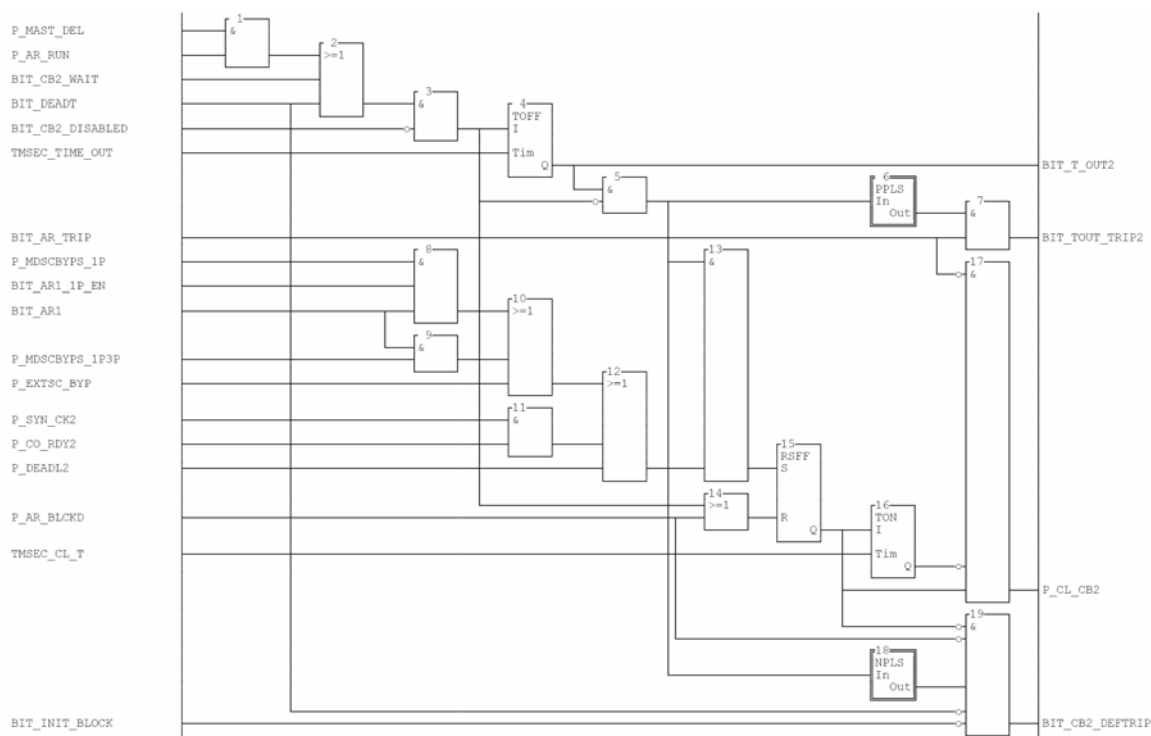 P_MAST_DEL
P_AR_RUN
BIT_CB2_WAIT
BIT_DEADT
BIT_CB2_DISABLED
TMSEC_TIME_OUT
BIT_AR_TRIP
P_MDSCBYPS_1P
BIT_AR1_1P_EN
BIT_AR1
P_MDSCBYPS_1P3P
P_EXTSC_BYP
P_SYN_CK2
P_CO_RDY2
P_DEADL2
P_AR_BLCKD
TMSEC_CL_T
BIT_INIT_BLOCK
1
&
2
>=1
3
&
4
TOFF
I
Tim
Q
5
&
6
PPLS
In
Out
7
&
8
&
9
&
10
>=1
11
&
12
>=1
13
&
14
>=1
15
RSFF
S
R
Q
16
TON
I
Tim
Q
17
&
18
NPLS
In
Out
19
&
BIT_T_OUT2
BIT_TOUT_TRIP2
P_CL_CB2
BIT_CB2_DEFTRIP